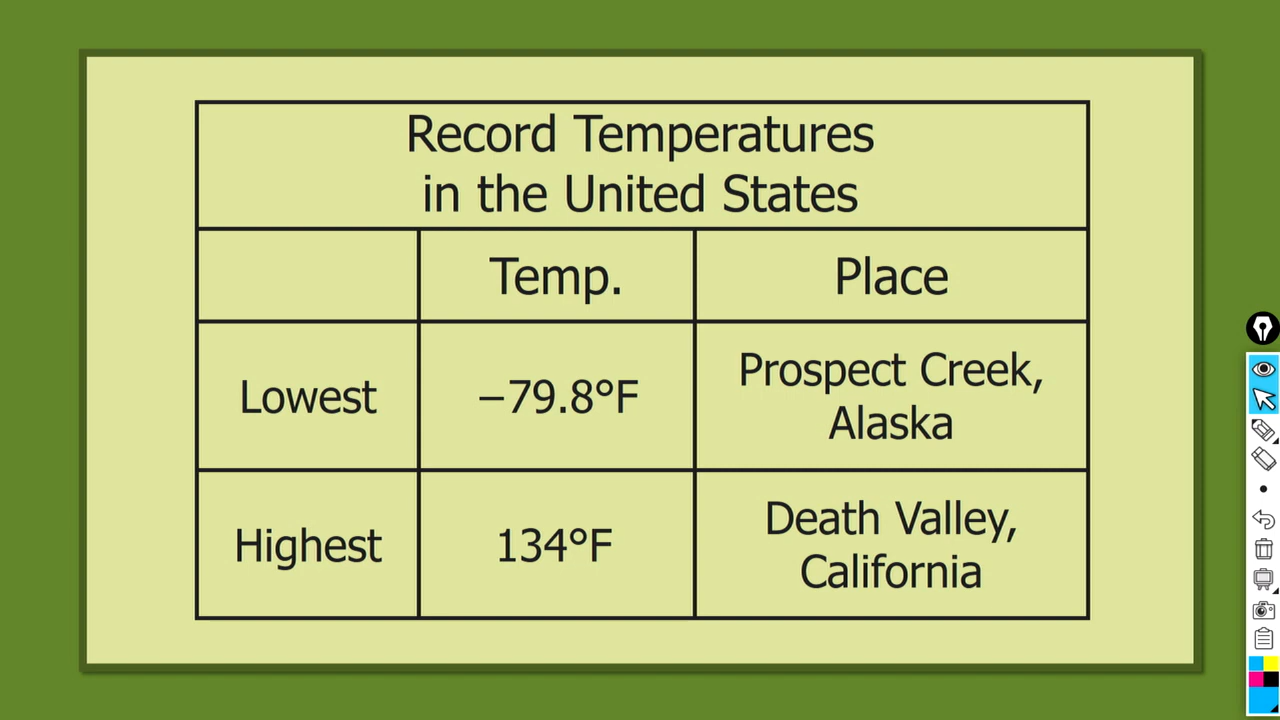 Record Temperatures
in the United States
Temp.
Place
Lowest
−79.8°F
Prospect Creek,
Alaska
Highest
134°F
Death Valley,
California